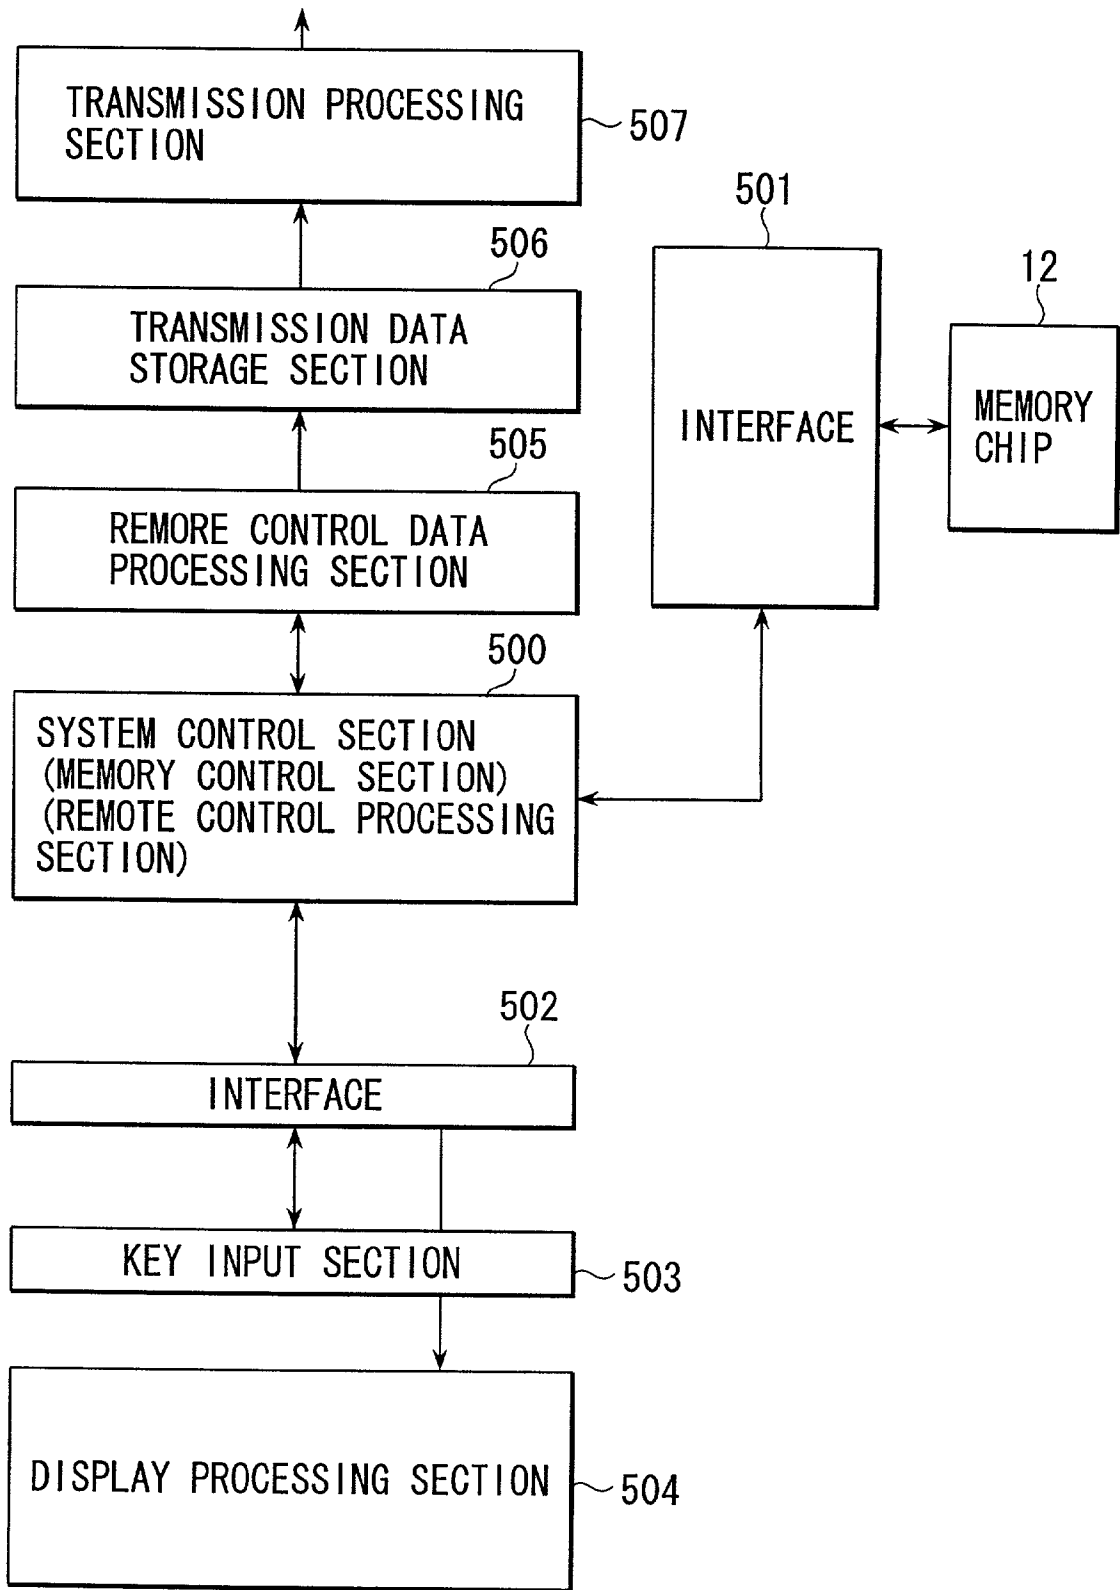 TRANSMISSION PROCESSING
SECTION
507
506
TRANSMISSION DATA
STORAGE SECTION
501
INTERFACE
12
MEMORY
CHIP
505
REMORE CONTROL DATA
PROCESSING SECTION
500
SYSTEM CONTROL SECTION
(MEMORY CONTROL SECTION)
(REMOTE CONTROL PROCESSING
SECTION)
502
INTERFACE
KEY INPUT SECTION
503
DISPLAY PROCESSING SECTION
504